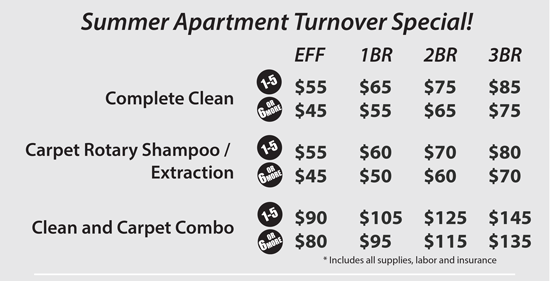 Summer Apartment Turnover Special!
EFF 1BR 2BR 3BR
Complete Clean
1-5 $55 $65 $75 $85
6 OR MORE $45 $55 $65 $75
Carpet Rotary Shampoo /
Extraction
1-5 $55 $60 $70 $80
6 OR MORE $45 $50 $60 $70
Clean and Carpet Combo
1-5 $90 $105 $125 $145
6 OR MORE $80 $95 $115 $135
* Includes all supplies, labor and insurance